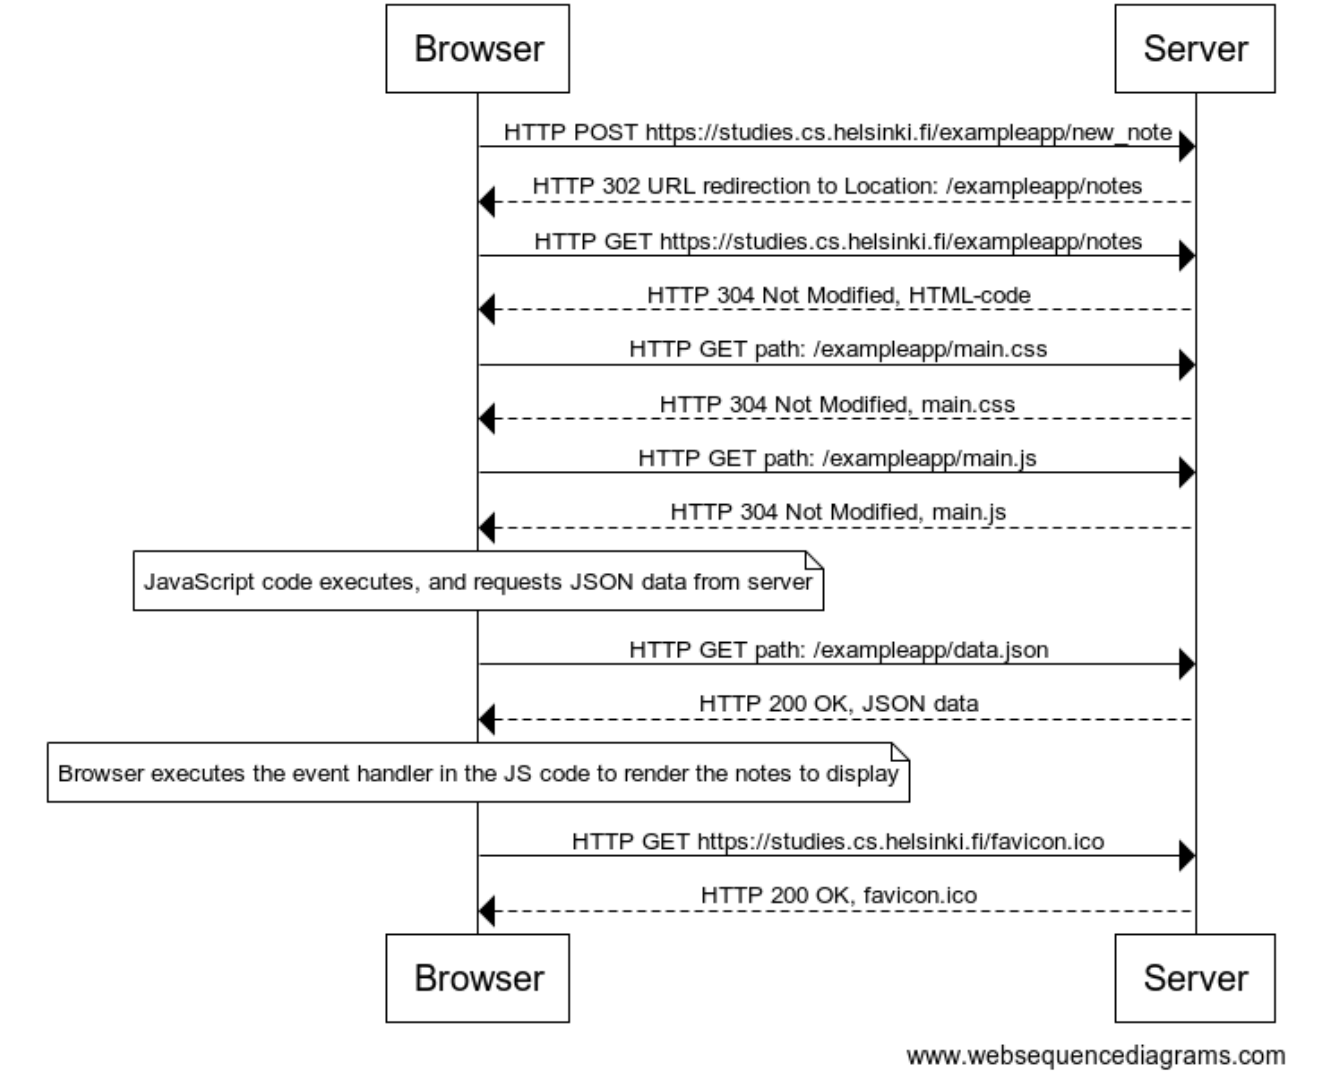 Browser
Server
HTTP POST https://studies.cs.helsinki.fi/exampleapp/new_note
HTTP 302 URL redirection to Location: /exampleapp/notes
HTTP GET https://studies.cs.helsinki.fi/exampleapp/notes
HTTP 304 Not Modified, HTML-code
HTTP GET path: /exampleapp/main.css
HTTP 304 Not Modified, main.css
HTTP GET path: /exampleapp/main.js
HTTP 304 Not Modified, main.js
JavaScript code executes, and requests JSON data from server
HTTP GET path: /exampleapp/data.json
HTTP 200 OK, JSON data
Browser executes the event handler in the JS code to render the notes to display
HTTP GET https://studies.cs.helsinki.fi/favicon.ico
HTTP 200 OK, favicon.ico
Browser
Server
www.websequencediagrams.com